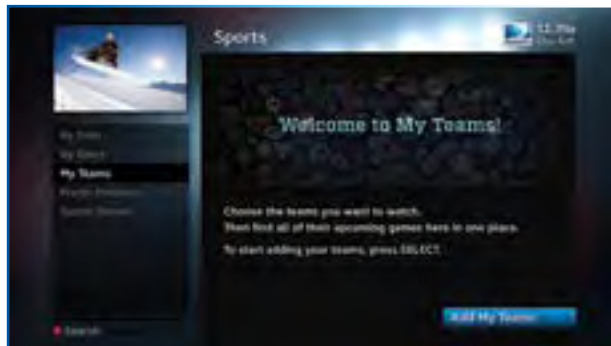 Sports
Welcome to My Teams!
My Teams
Choose the teams you want to watch.
Then find all of their upcoming games here in one place.
To start adding your teams, press SELECT.
Add My Teams
Search